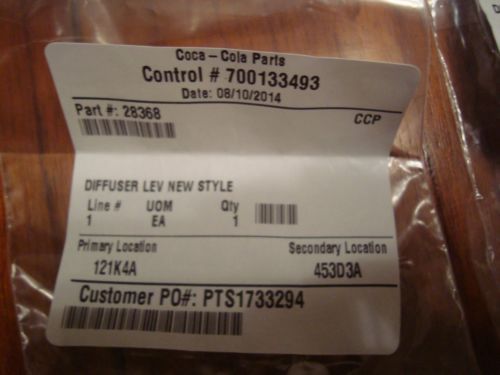 Coca-Cola Parts
Control # 700133493
Date: 08/10/2014
Part #: 28368
CCP
DIFFUSER LEV NEW STYLE
Line # UOM Qty
1 EA 1
Primary Location Secondary Location
121K4A 453D3A
Customer PO#: PTS1733294